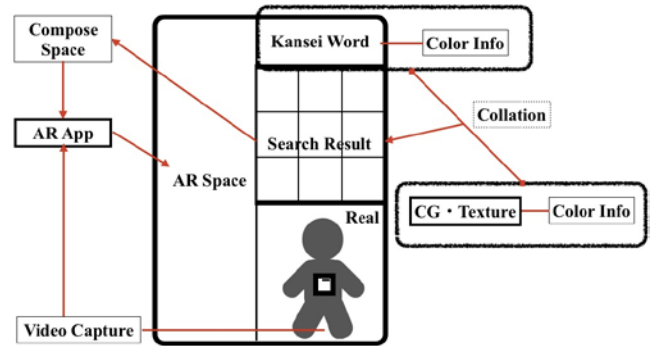 Compose
Space
Kansei Word
Color Info
Collation
AR App
Search Result
AR Space
CG・Texture
Color Info
Real
Video Capture